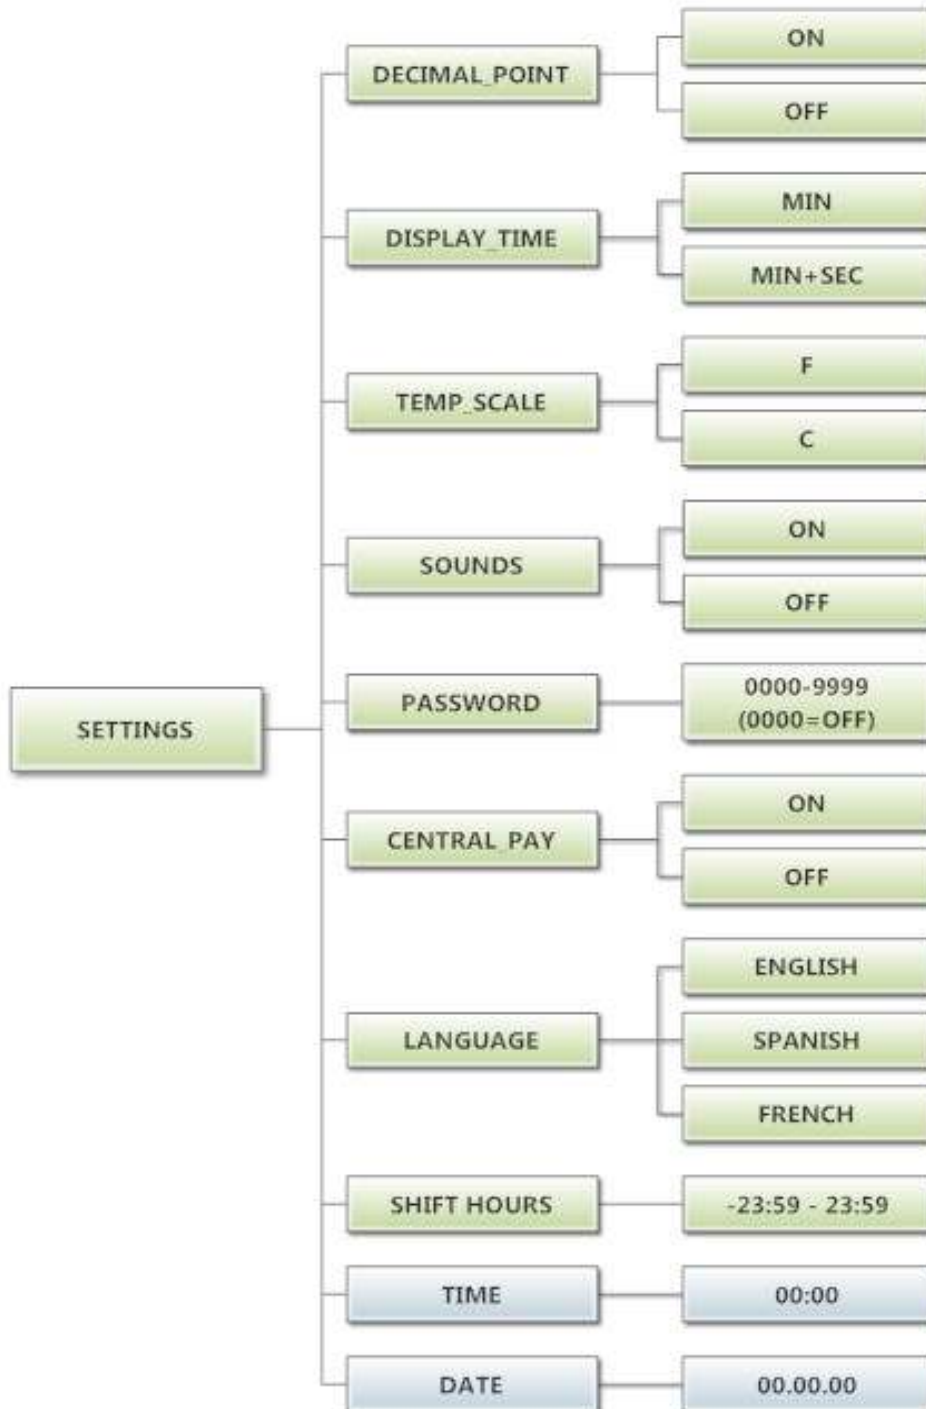 SETTINGS
DECIMAL_POINT
ON
OFF
DISPLAY_TIME
MIN
MIN+SEC
TEMP_SCALE
F
C
SOUNDS
ON
OFF
PASSWORD
0000-9999
(0000=OFF)
CENTRAL_PAY
ON
OFF
LANGUAGE
ENGLISH
SPANISH
FRENCH
SHIFT HOURS
-23:59 - 23:59
TIME
00:00
DATE
00.00.00